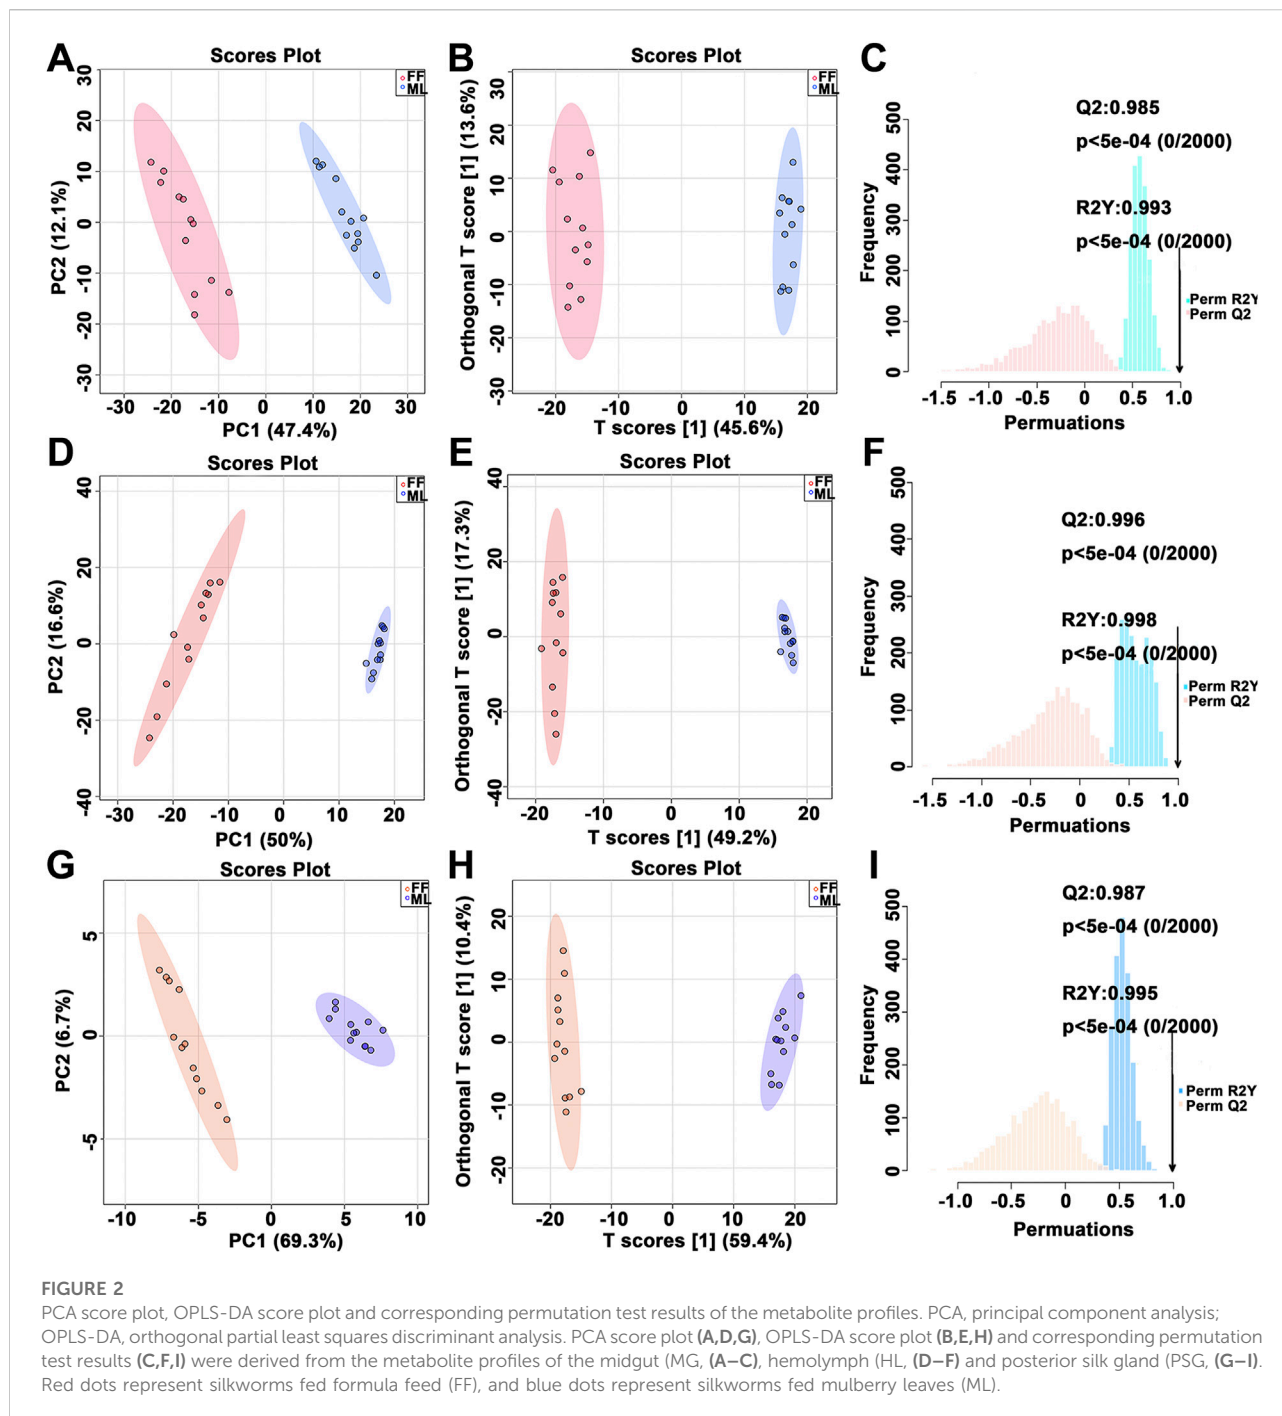 A
Scores Plot
FF
ML
PC2 (12.1%)
30
20
10
0
-10
-20
-30
-30 -20 -10 0 10 20 30
PC1 (47.4%)
B
Scores Plot
FF
ML
Orthogonal T score [1] (13.6%)
30
20
10
0
-10
-20
-30
-20 -10 0 10 20
T scores [1] (45.6%)
C
Q2:0.985
p<5e-04 (0/2000)
R2Y:0.993
p<5e-04 (0/2000)
Frequency
500
400
300
200
100
0
Perm R2Y
Perm Q2
-1.5 -1.0 -0.5 0 0.5 1.0
Permuations
D
Scores Plot
FF
ML
PC2 (16.6%)
40
20
0
-20
-40
-30 -20 -10 0 10 20
PC1 (50%)
E
Scores Plot
FF
ML
Orthogonal T score [1] (17.3%)
40
20
0
-20
-40
-20 -10 0 10 20
T scores [1] (49.2%)
F
Q2:0.996
p<5e-04 (0/2000)
R2Y:0.998
p<5e-04 (0/2000)
Frequency
500
400
300
200
100
0
Perm R2Y
Perm Q2
-1.5 -1.0 -0.5 0 0.5 1.0
Permuations
G
Scores Plot
FF
ML
PC2 (6.7%)
5
0
-5
-10 -5 0 5 10
PC1 (69.3%)
H
Scores Plot
FF
ML
Orthogonal T score [1] (10.4%)
20
10
0
-10
-20
-20 -10 0 10 20
T scores [1] (59.4%)
I
Q2:0.987
p<5e-04 (0/2000)
R2Y:0.995
p<5e-04 (0/2000)
Frequency
500
400
300
200
100
0
Perm R2Y
Perm Q2
-1.0 -0.5 0 0.5 1.0
Permuations
FIGURE 2
PCA score plot, OPLS-DA score plot and corresponding permutation test results of the metabolite profiles. PCA, principal component analysis;
OPLS-DA, orthogonal partial least squares discriminant analysis. PCA score plot (A,D,G), OPLS-DA score plot (B,E,H) and corresponding permutation
test results (C,F,I) were derived from the metabolite profiles of the midgut (MG, (A–C), hemolymph (HL, (D–F) and posterior silk gland (PSG, (G–I).
Red dots represent silkworms fed formula feed (FF), and blue dots represent silkworms fed mulberry leaves (ML).